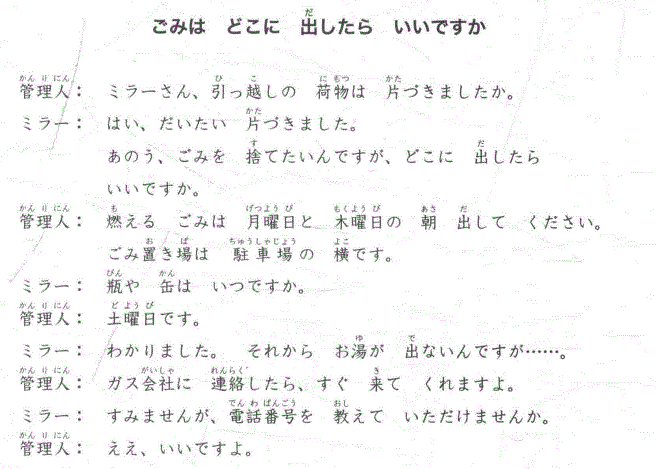 ごみは　どこに　出したら　いいですか
管理人：　ミラーさん、引っ越しの　荷物は　片づきましたか。
ミラー：　はい、だいたい　片づきました。
あのう、ごみを　捨てたいんですが、どこに　出したら
いいですか。
管理人：　燃える　ごみは　月曜日と　木曜日の　朝　出して　ください。
ごみ置き場は　駐車場の　横です。
ミラー：　瓶や　缶は　いつですか。
管理人：　土曜日です。
ミラー：　わかりました。　それから　お湯が　出ないんですが……。
管理人：　ガス会社に　連絡したら、すぐ　来て　くれますよ。
ミラー：　すみませんが、電話番号を　教えて　いただけませんか。
管理人：　ええ、いいですよ。